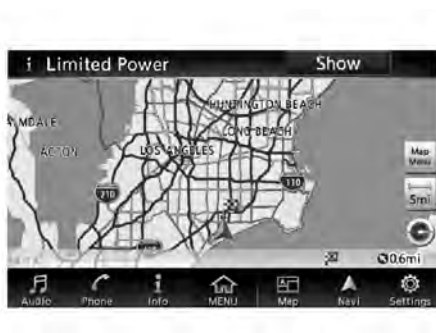 i Limited Power Show
HUNTINGTON BEACH
LONG BEACH
ACTON LOS ANGELES
Map Menu
210 110
5mi
0.6mi
Audio Phone Info MENU Map Navi Settings